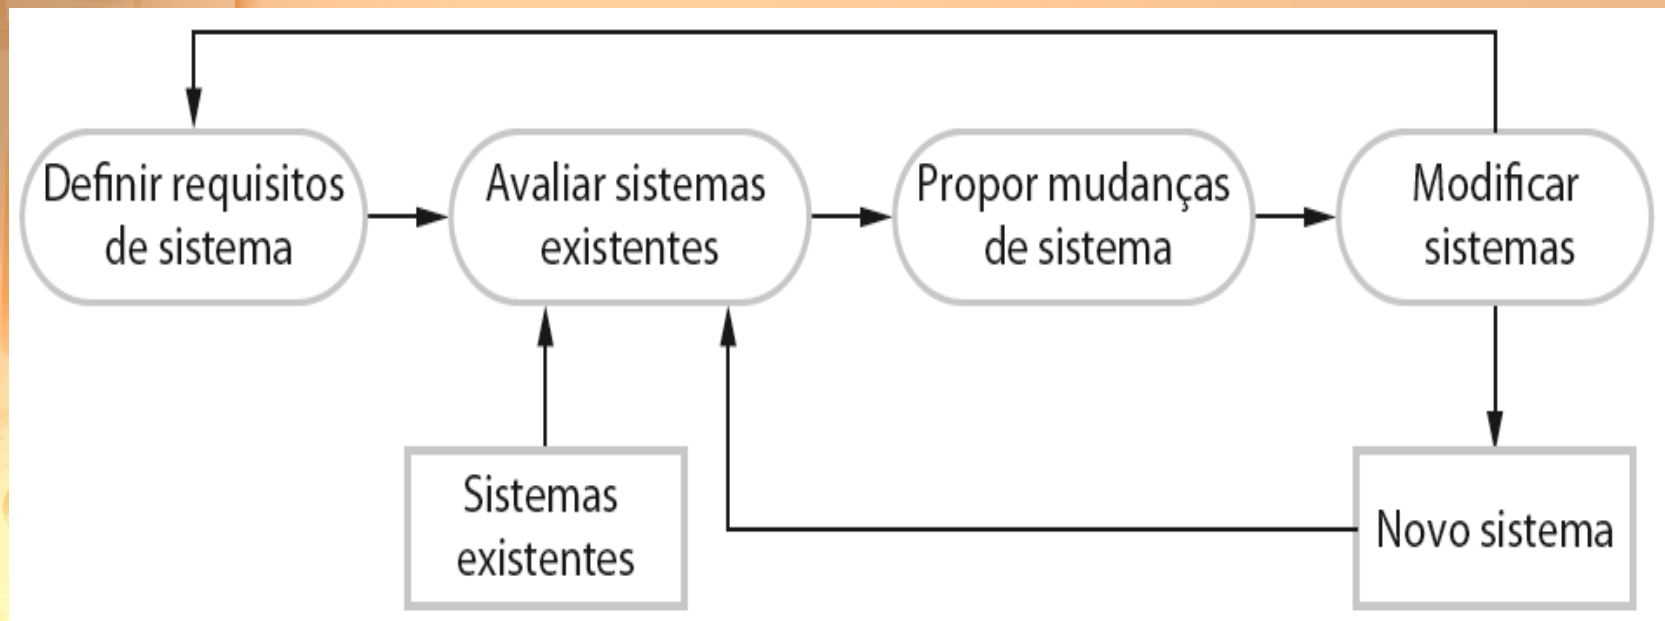 Definir requisitos
de sistema
Avaliar sistemas
existentes
Propor mudanças
de sistema
Modificar
sistemas
Sistemas
existentes
Novo sistema